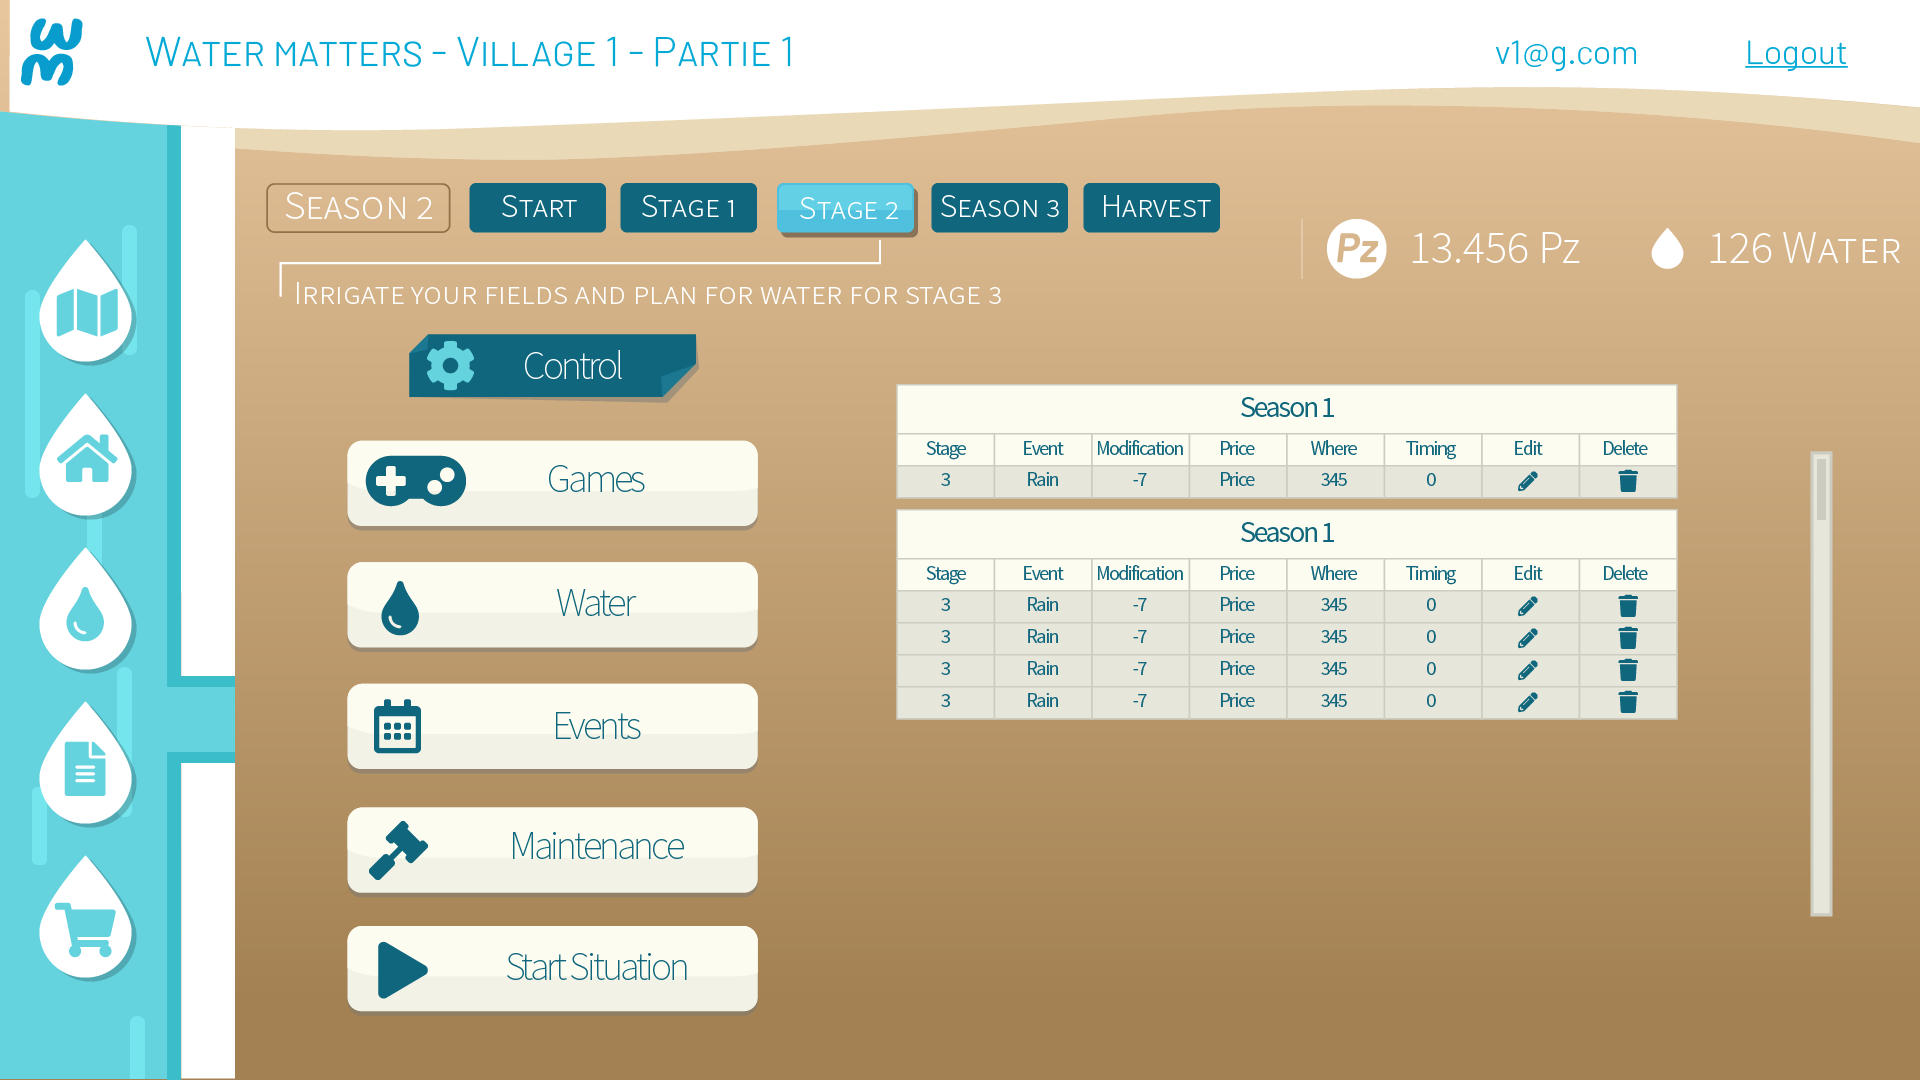 WM
WATER MATTERS - VILLAGE 1 - PARTIE 1
v1@g.com
Logout
SEASON 2
START
STAGE 1
STAGE 2
SEASON 3
HARVEST
Pz 13.456 Pz
126 WATER
IRRIGATE YOUR FIELDS AND PLAN FOR WATER FOR STAGE 3
Control
Games
Water
Events
Maintenance
Start Situation
Season 1
Stage Event Modification Price Where Timing Edit Delete
3 Rain -7 Price 345 0
Season 1
Stage Event Modification Price Where Timing Edit Delete
3 Rain -7 Price 345 0
3 Rain -7 Price 345 0
3 Rain -7 Price 345 0
3 Rain -7 Price 345 0